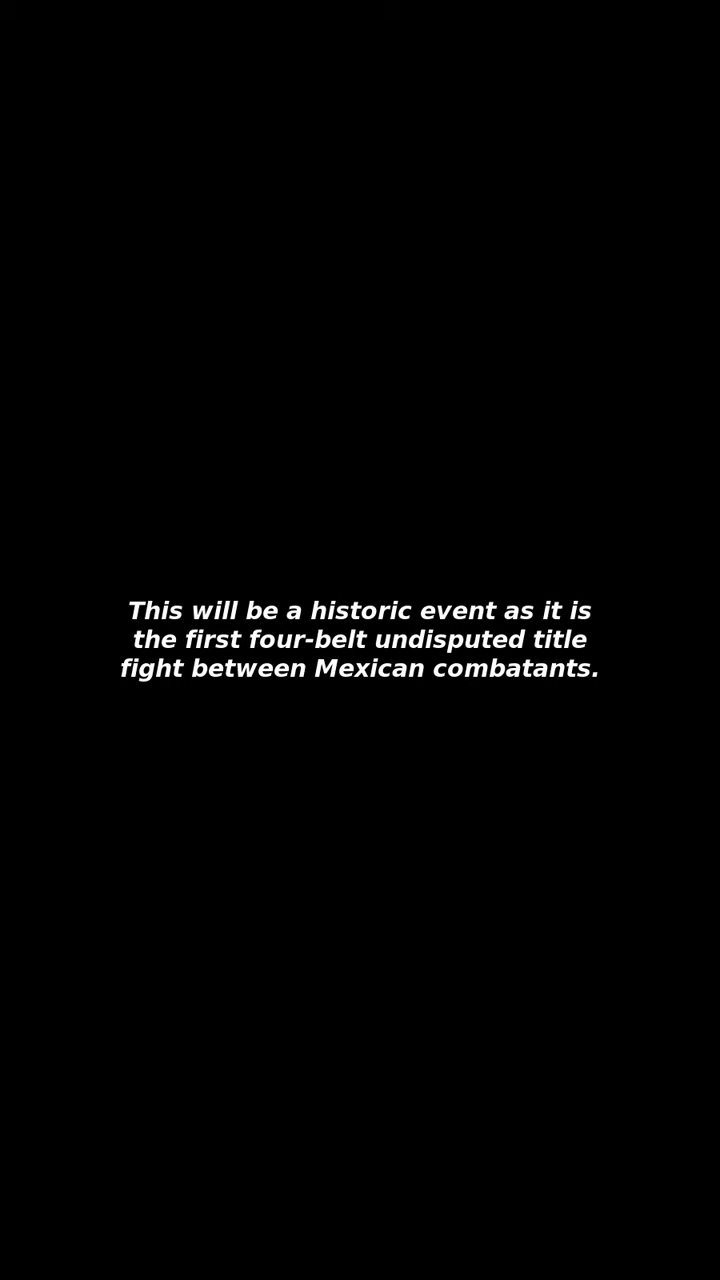 This will be a historic event as it is
the first four-belt undisputed title
fight between Mexican combatants.